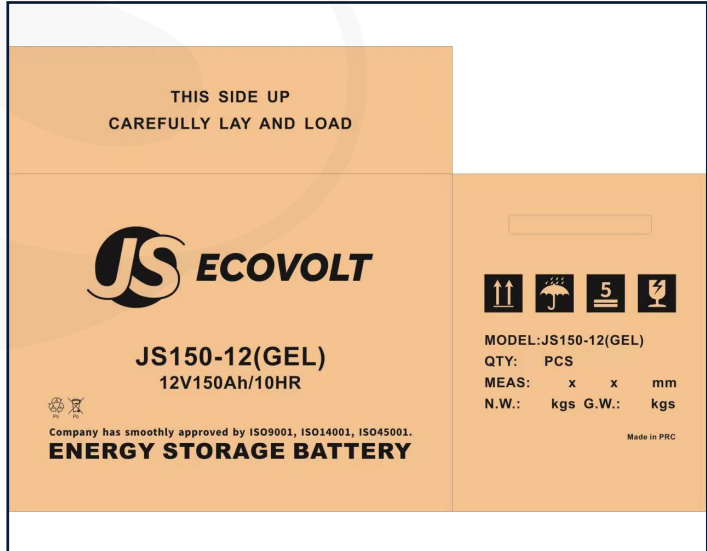 THIS SIDE UP
CAREFULLY LAY AND LOAD
JS ECOVOLT
JS150-12(GEL)
12V150Ah/10HR
Pb Pb
Company has smoothly approved by ISO9001, ISO14001, ISO45001.
ENERGY STORAGE BATTERY
5
MODEL:JS150-12(GEL)
QTY: PCS
MEAS: x x mm
N.W.: kgs G.W.: kgs
Made in PRC